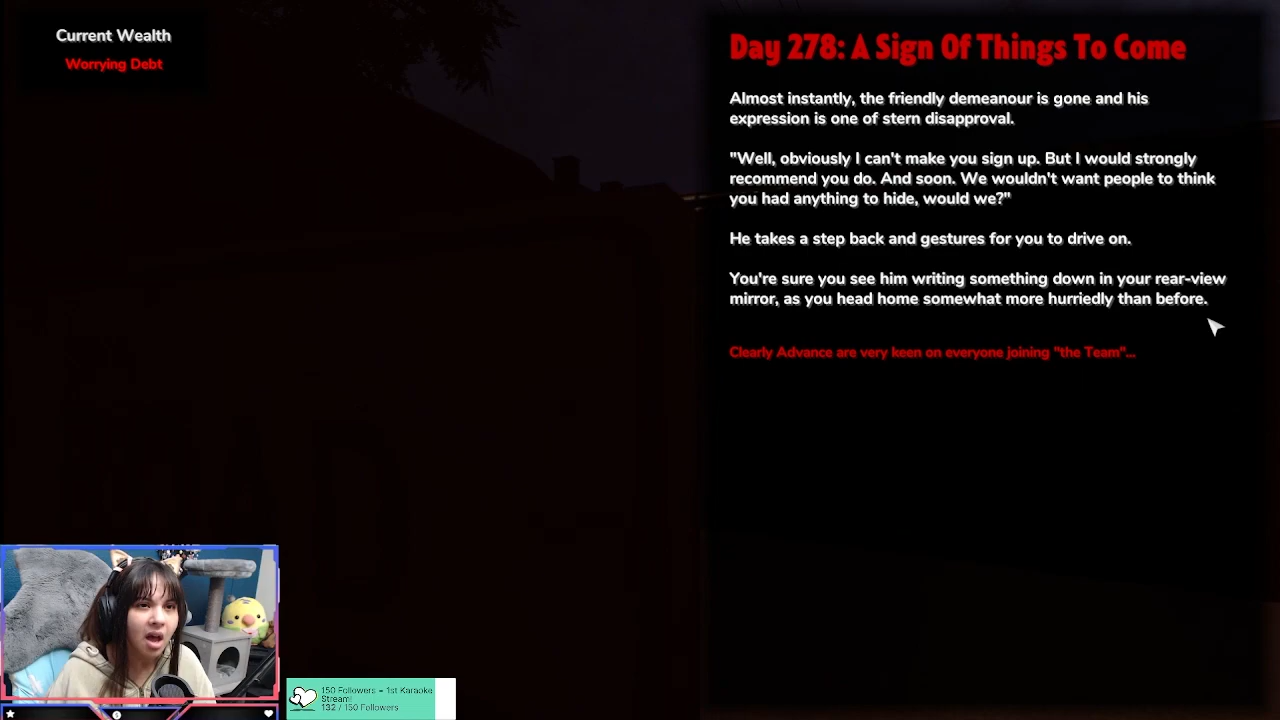 Current Wealth
Worrying Debt
Day 278: A Sign Of Things To Come
Almost instantly, the friendly demeanour is gone and his
expression is one of stern disapproval.
"Well, obviously I can't make you sign up. But I would strongly
recommend you do. And soon. We wouldn't want people to think
you had anything to hide, would we?"
He takes a step back and gestures for you to drive on.
You're sure you see him writing something down in your rear-view
mirror, as you head home somewhat more hurriedly than before.
Clearly Advance are very keen on everyone joining "the Team"...
150 Followers = 1st Karaoke
Stream!
132 / 150 Followers